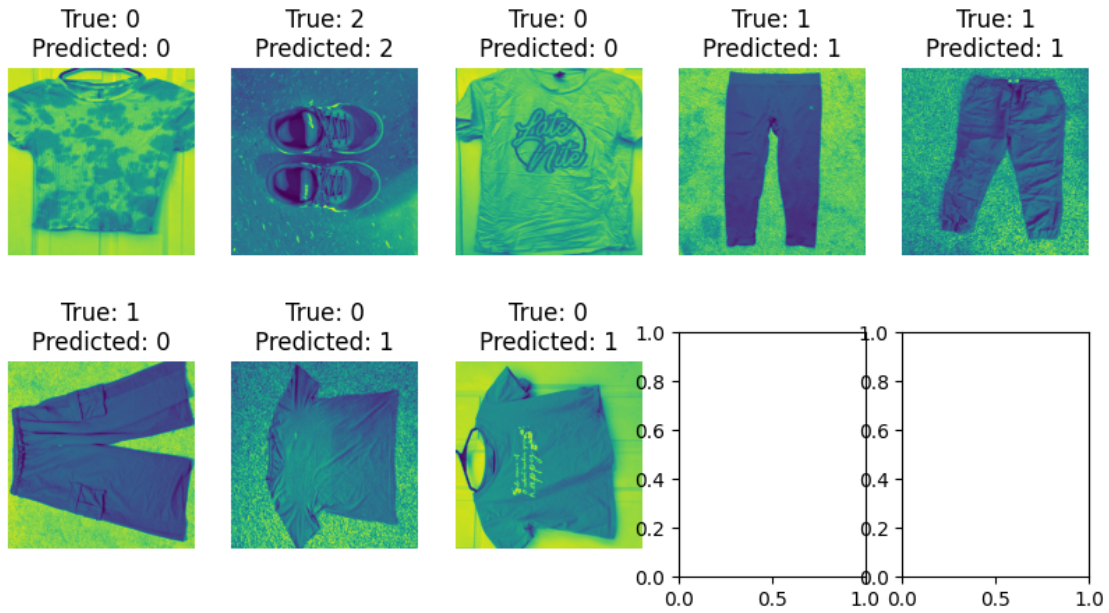 True: 0
Predicted: 0
True: 2
Predicted: 2
True: 0
Predicted: 0
True: 1
Predicted: 1
True: 1
Predicted: 1
Late
Nite
True: 1
Predicted: 0
True: 0
Predicted: 1
True: 0
Predicted: 1
happy
1.0
0.8
0.6
0.4
0.2
0.0
0.0 0.5 1.0
1.0
0.8
0.6
0.4
0.2
0.0
0.0 0.5 1.0